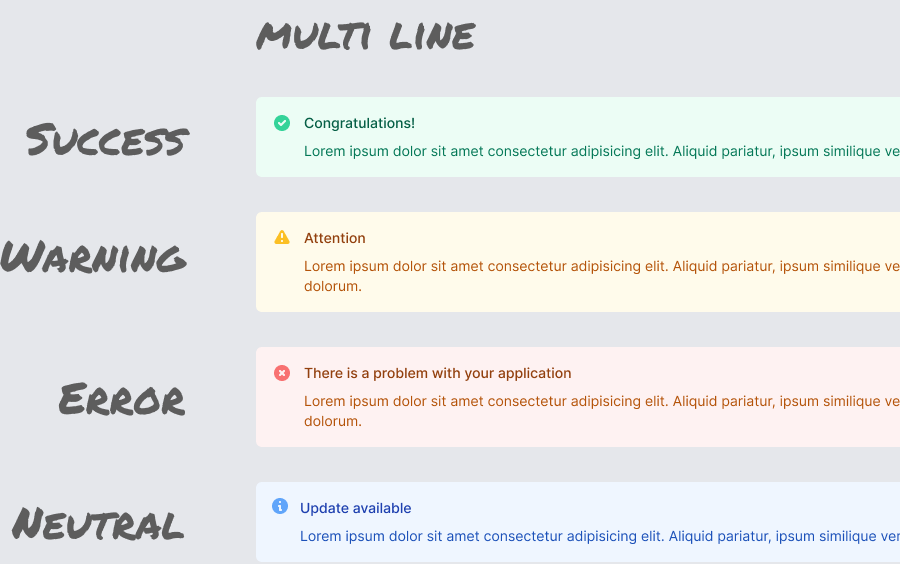 MULTI LINE
SUCCESS
Congratulations!
Lorem ipsum dolor sit amet consectetur adipisicing elit. Aliquid pariatur, ipsum similique ve
WARNING
Attention
Lorem ipsum dolor sit amet consectetur adipisicing elit. Aliquid pariatur, ipsum similique ve
dolorum.
ERROR
There is a problem with your application
Lorem ipsum dolor sit amet consectetur adipisicing elit. Aliquid pariatur, ipsum similique ve
dolorum.
NEUTRAL
Update available
Lorem ipsum dolor sit amet consectetur adipisicing elit. Aliquid pariatur, ipsum similique ver